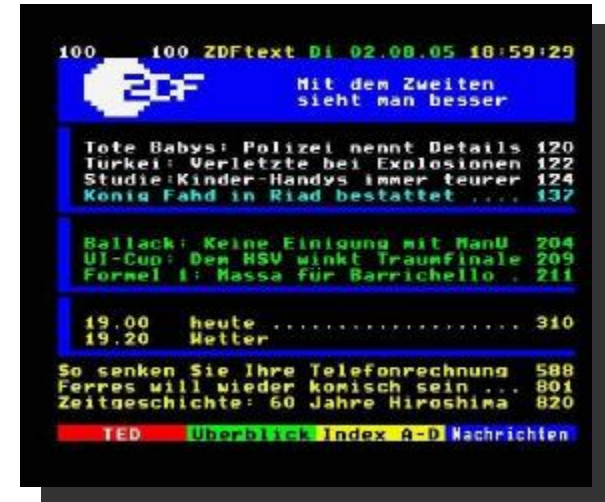 100 100 ZDFtext Di 02.08.05 18:59:29
ZDF
Mit dem Zweiten
sieht man besser
Tote Babys: Polizei nennt Details 120
Türkei: Verletzte bei Explosionen 122
Studie:Kinder-Handys immer teurer 124
König Fahd in Riad bestattet .... 137
Ballack: Keine Einigung mit ManU 204
UI-Cup: Dem HSV winkt Traumfinale 209
Formel 1: Massa für Barrichello . 211
19.00 heute ................... 310
19.20 Wetter
So senken Sie Ihre Telefonrechnung 588
Ferres will wieder komisch sein ... 801
Zeitgeschichte: 60 Jahre Hiroshima 820
TED Überblick Index A-D Nachrichten